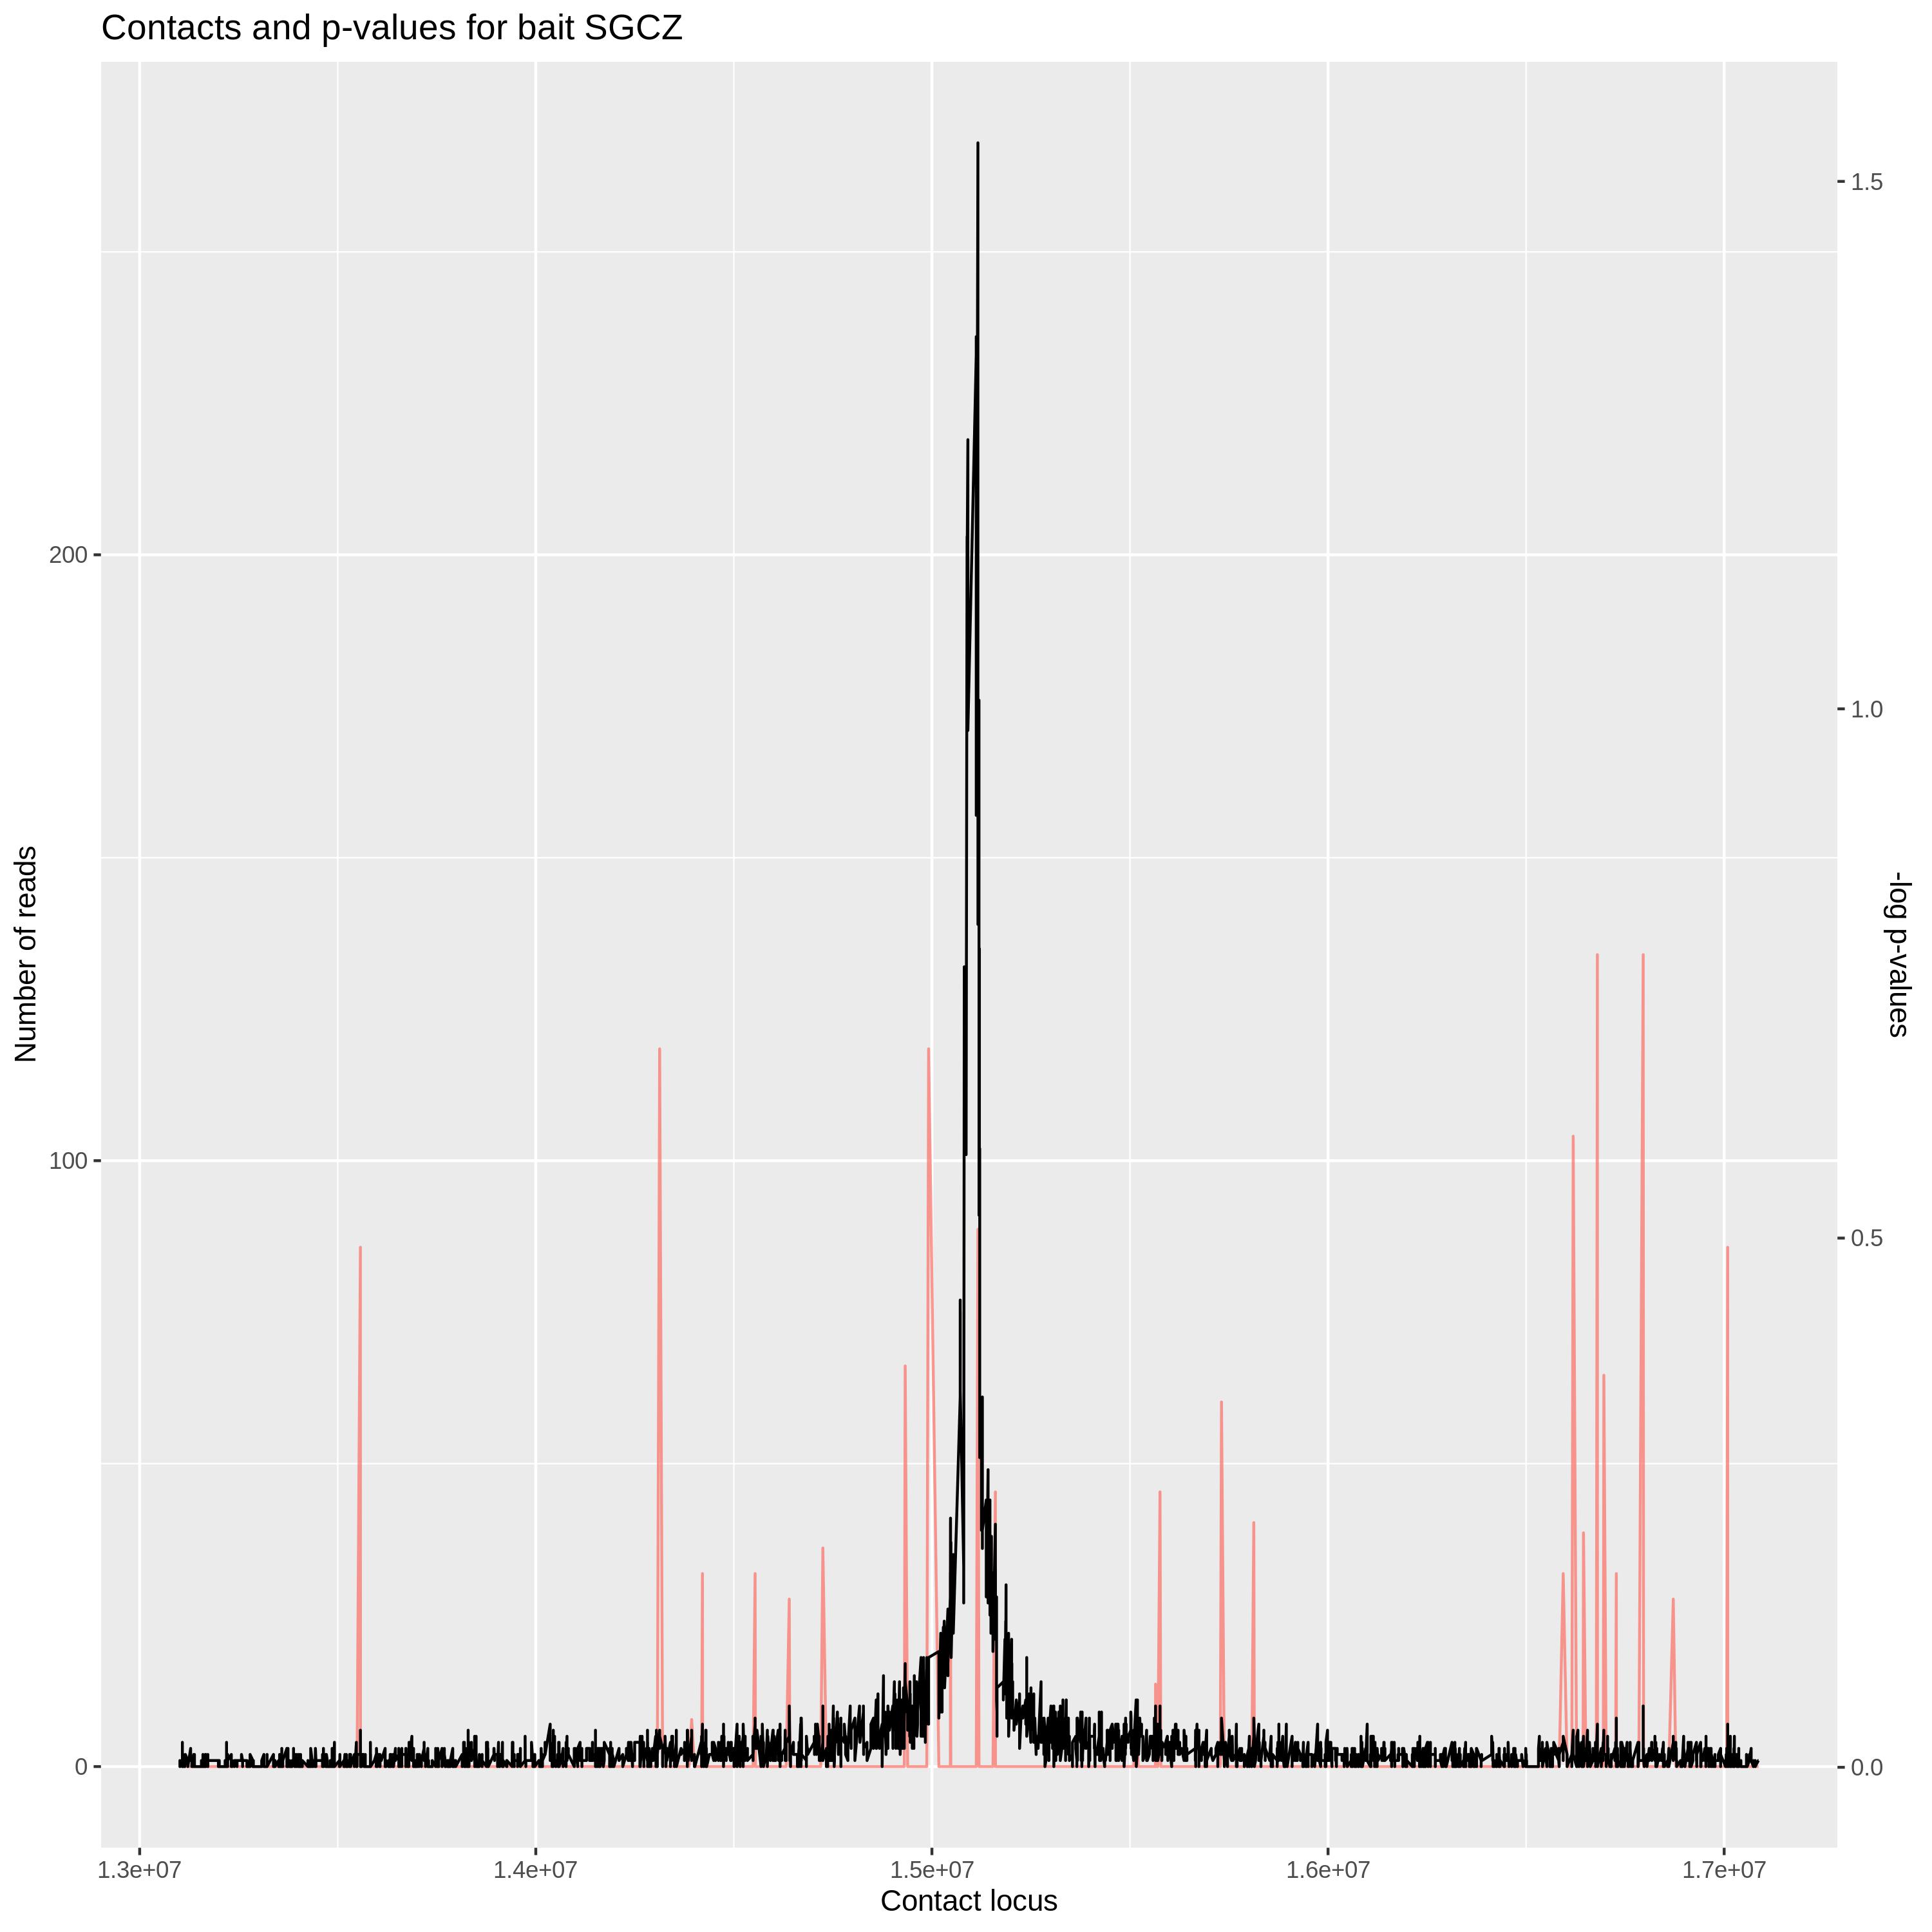 Contacts and p-values for bait SGCZ
Number of reads
200
100
0
1.5
1.0
0.5
0.0
-log p-values
1.3e+07 1.4e+07 1.5e+07 1.6e+07 1.7e+07
Contact locus